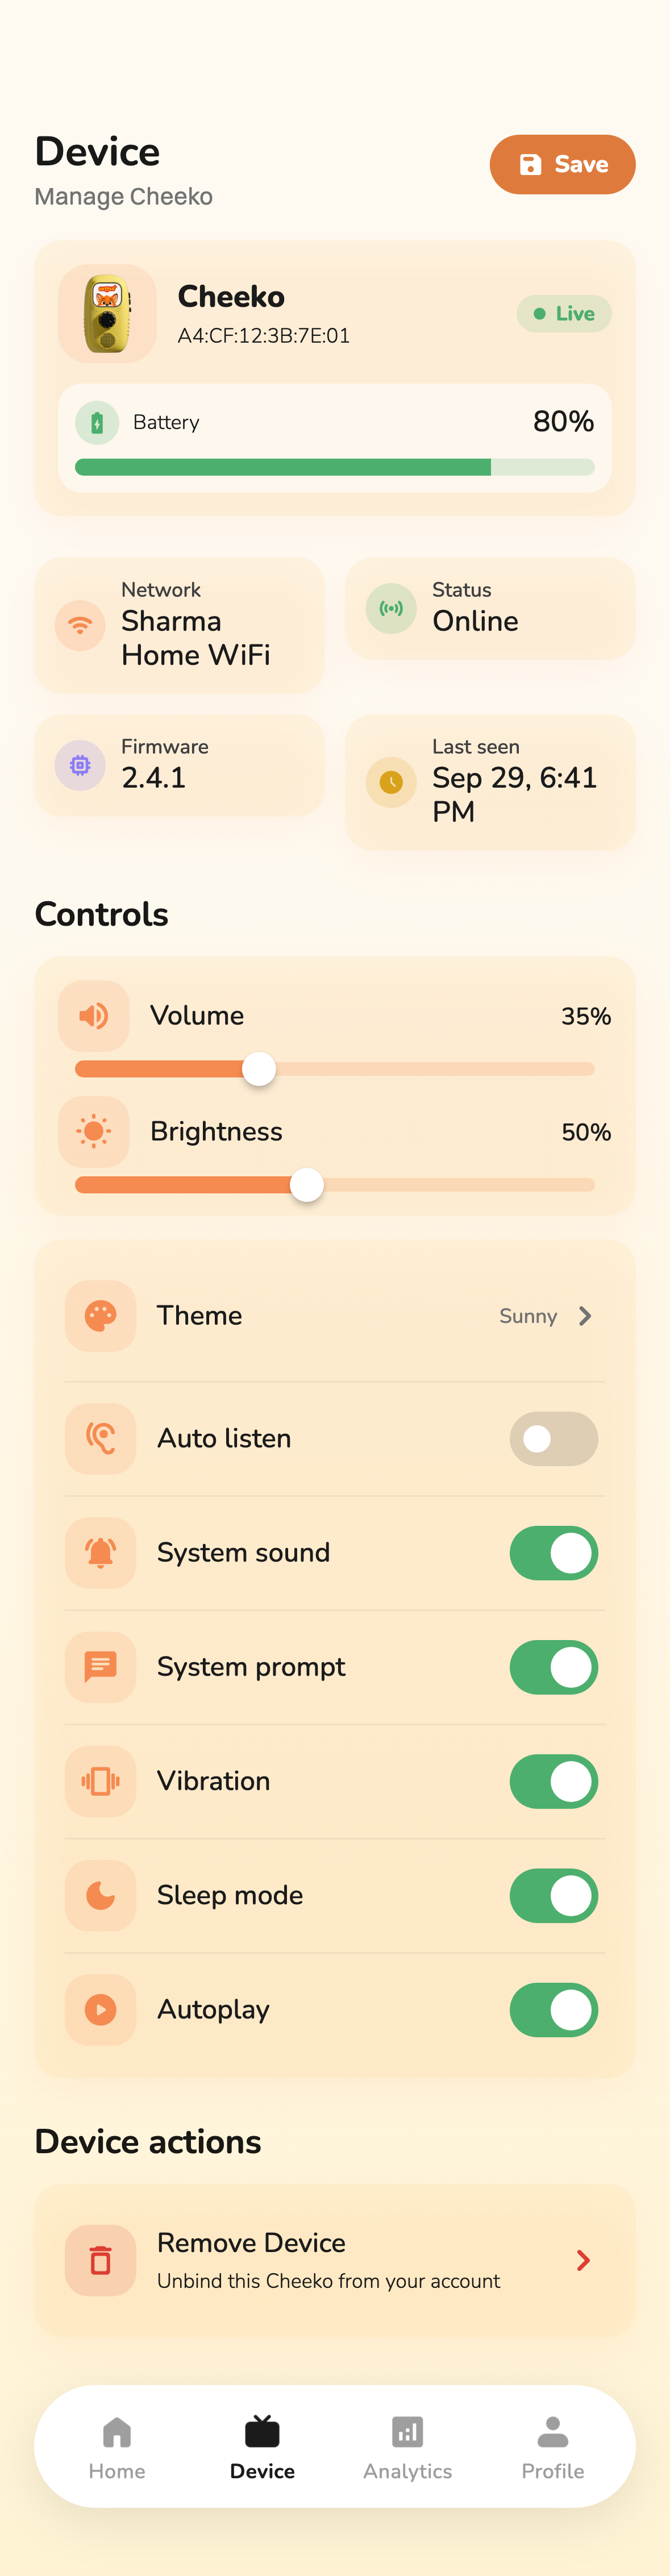 Device
Manage Cheeko
Save
Cheeko
A4:CF:12:3B:7E:01
Live
Battery
80%
Network
Sharma
Home WiFi
Status
Online
Firmware
2.4.1
Last seen
Sep 29, 6:41
PM
Controls
Volume
35%
Brightness
50%
Theme
Sunny
Auto listen
System sound
System prompt
Vibration
Sleep mode
Autoplay
Device actions
Remove Device
Unbind this Cheeko from your account
Home
Device
Analytics
Profile